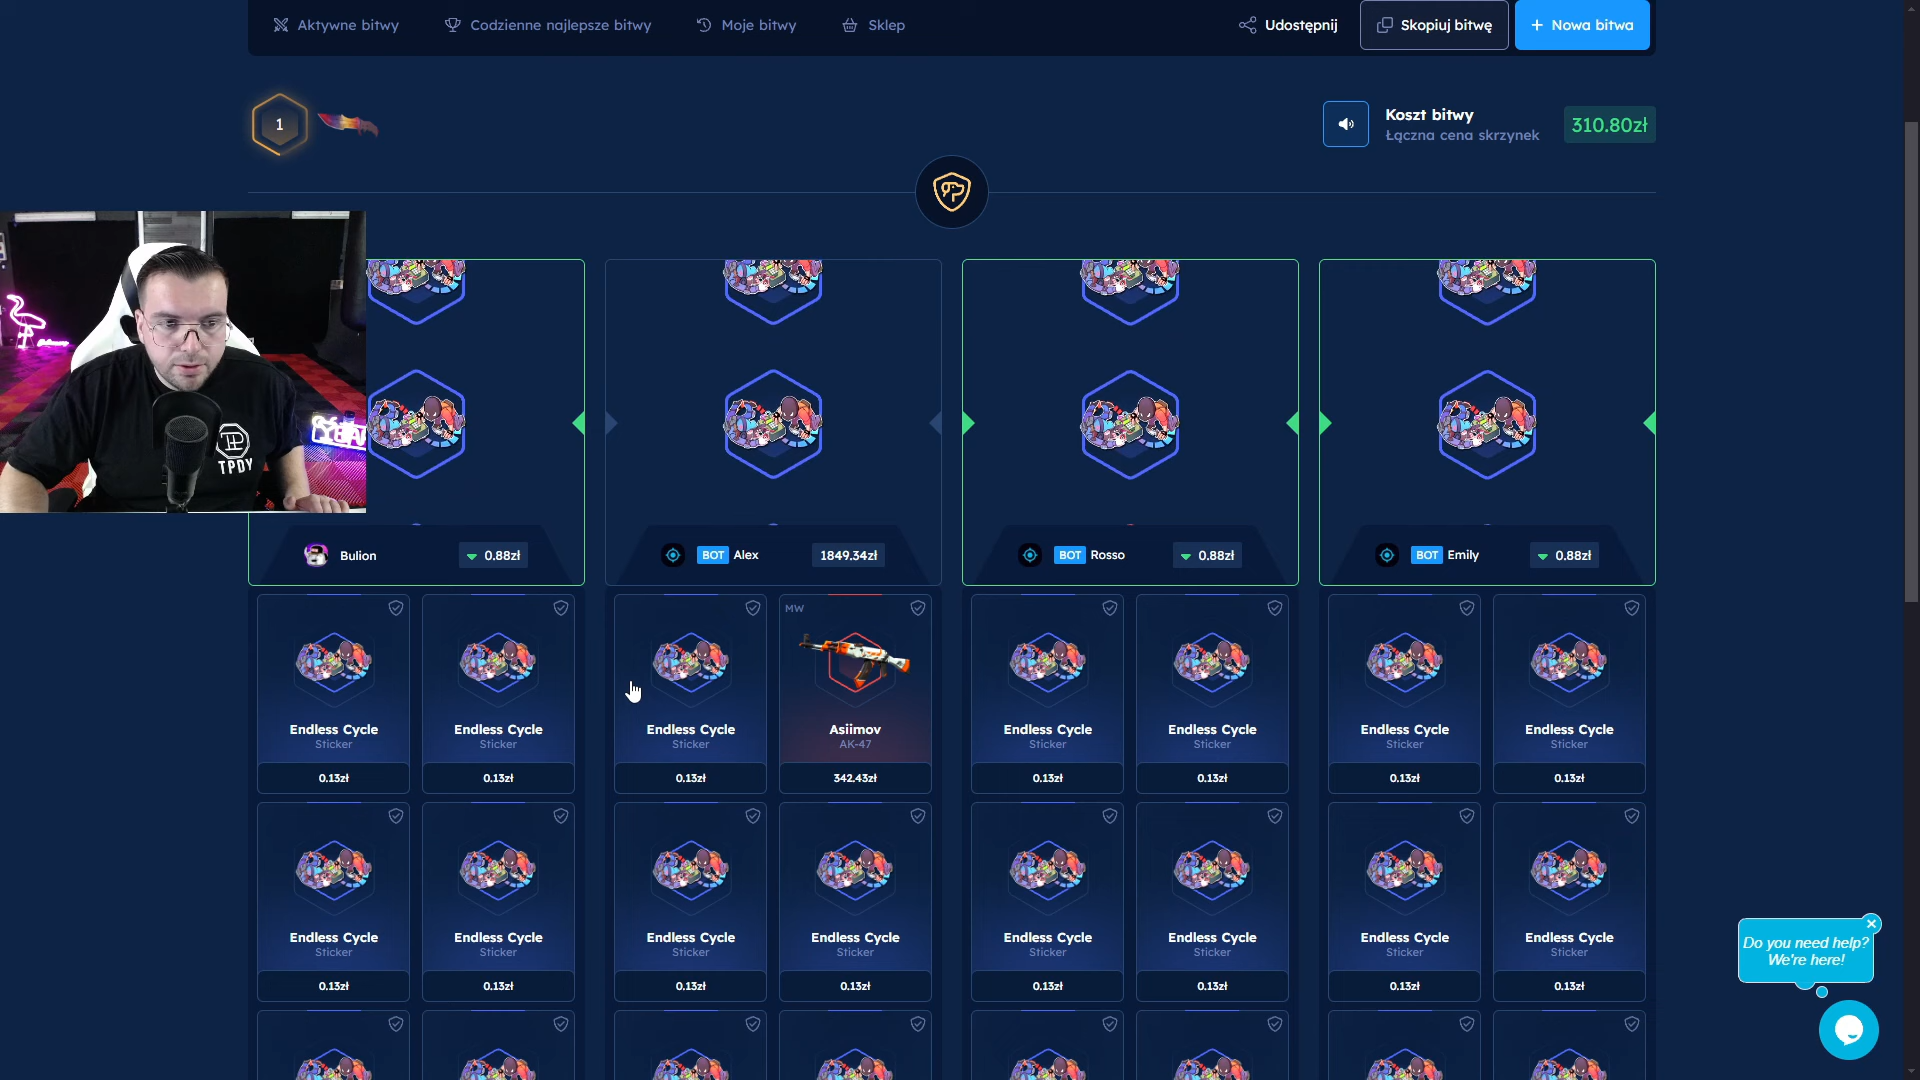 Aktywne bitwy
Codzienne najlepsze bitwy
Moje bitwy
Sklep
Udostępnij
Skopiuj bitwę
+ Nowa bitwa
1
Koszt bitwy
Łączna cena skrzynek
310.80zł
TPDY
Bulion
0.88zł
BOT Alex
1849.34zł
BOT Rosso
0.88zł
BOT Emily
0.88zł
Endless Cycle
Sticker
0.13zł
Endless Cycle
Sticker
0.13zł
Endless Cycle
Sticker
0.13zł
MW
Asiimov
AK-47
342.43zł
Endless Cycle
Sticker
0.13zł
Endless Cycle
Sticker
0.13zł
Endless Cycle
Sticker
0.13zł
Endless Cycle
Sticker
0.13zł
Endless Cycle
Sticker
0.13zł
Endless Cycle
Sticker
0.13zł
Endless Cycle
Sticker
0.13zł
Endless Cycle
Sticker
0.13zł
Endless Cycle
Sticker
0.13zł
Endless Cycle
Sticker
0.13zł
Endless Cycle
Sticker
0.13zł
Endless Cycle
Sticker
0.13zł
Do you need help?
We're here!